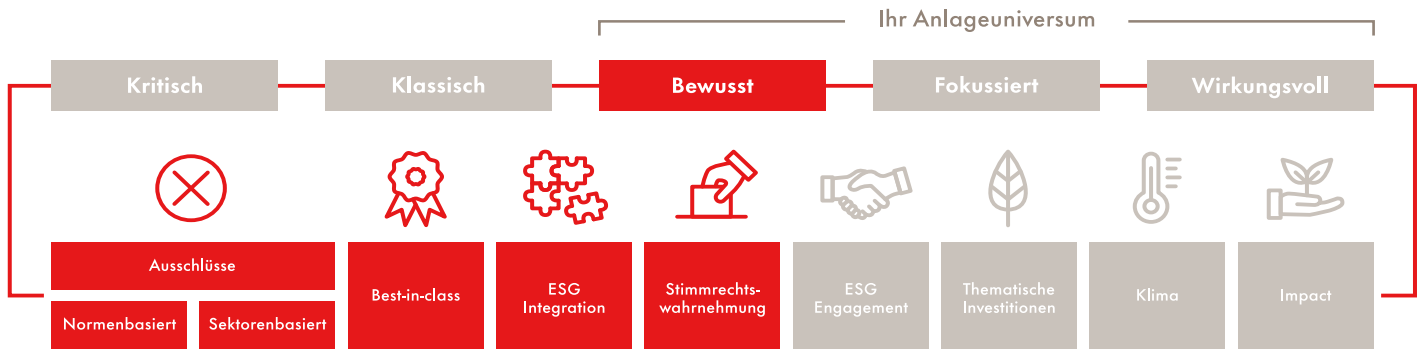 Ihr Anlageuniversum
Kritisch
Klassisch
Bewusst
Fokussiert
Wirkungsvoll
Ausschlüsse
Normenbasiert
Sektorenbasiert
Best-in-class
ESG
Integration
Stimmrechts-
wahrnehmung
ESG
Engagement
Thematische
Investitionen
Klima
Impact